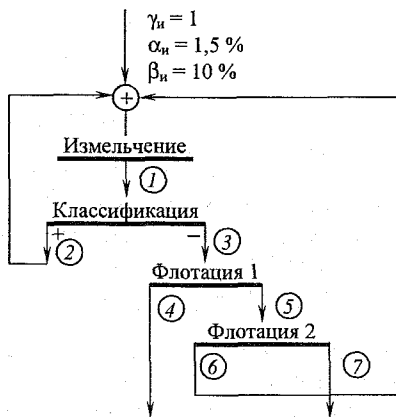 γи = 1
αи = 1,5 %
βи = 10 %
+
Измельчение
1
Классификация
+
−
2
3
Флотация 1
4
5
Флотация 2
6
7